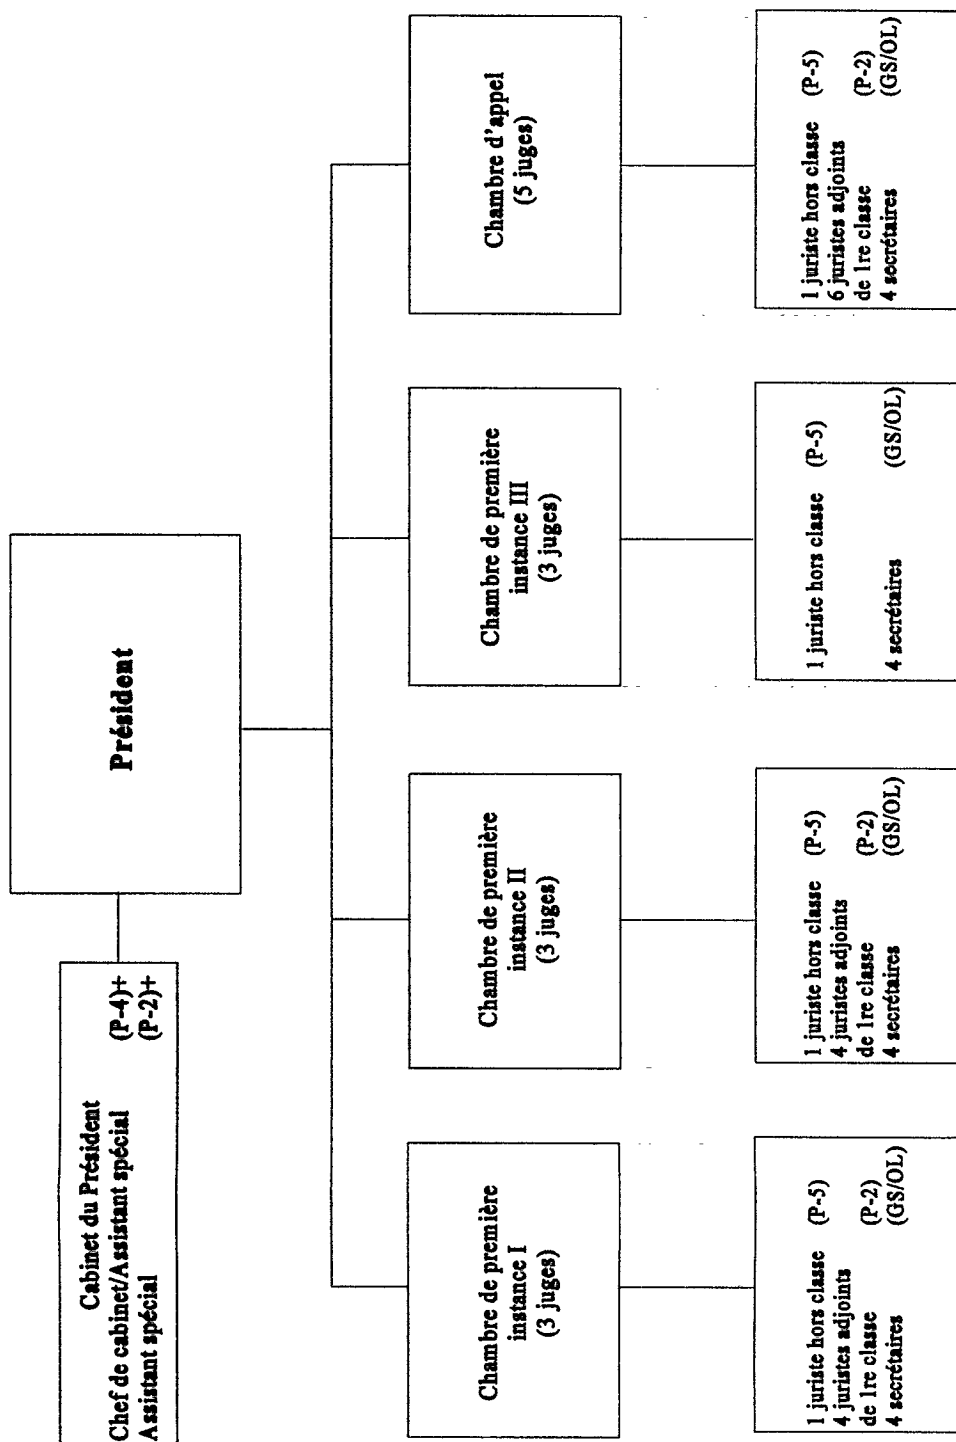 Président
Cabinet du Président
Chef de cabinet/Assistant spécial (P-4)+
Assistant spécial (P-2)+
Chambre de première
instance I
(3 juges)
Chambre de première
instance II
(3 juges)
Chambre de première
instance III
(3 juges)
Chambre d'appel
(5 juges)
1 juriste hors classe (P-5)
4 juristes adjoints
de 1re classe (P-2)
4 secrétaires (GS/OL)
1 juriste hors classe (P-5)
4 juristes adjoints
de 1re classe (P-2)
4 secrétaires (GS/OL)
1 juriste hors classe (P-5)
4 secrétaires (GS/OL)
1 juriste hors classe (P-5)
6 juristes adjoints
de 1re classe (P-2)
4 secrétaires (GS/OL)